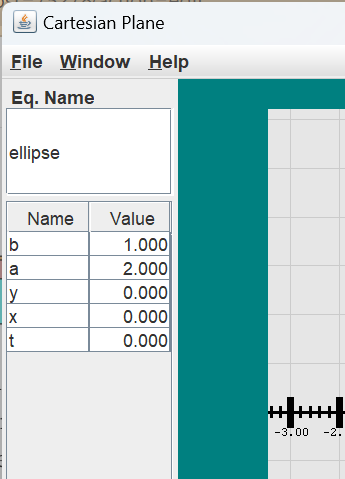 Cartesian Plane
File Window Help
Eq. Name
ellipse
Name Value
b 1.000
a 2.000
y 0.000
x 0.000
t 0.000
-3.00 -2.